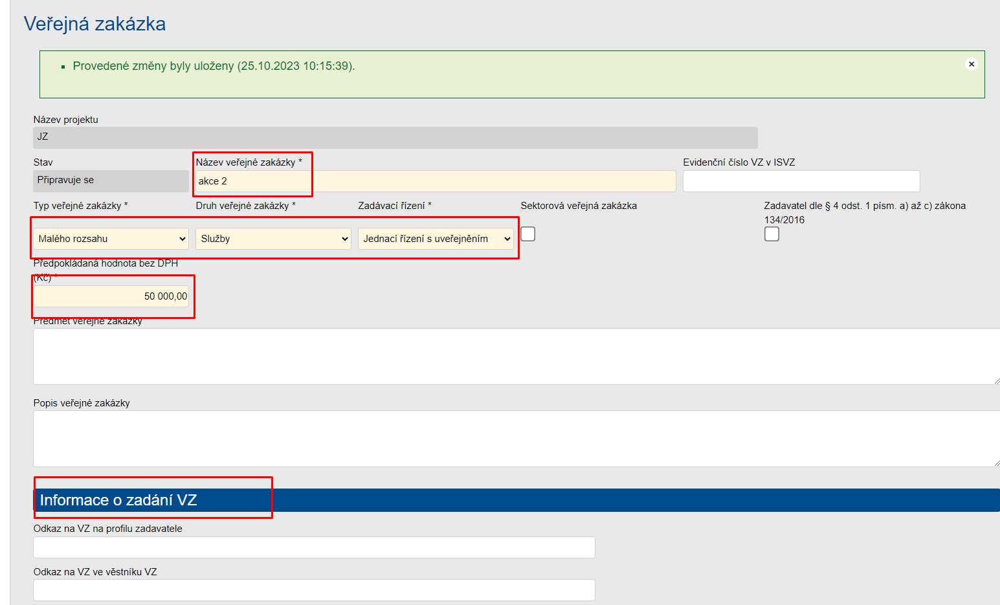 Veřejná zakázka
Provedené změny byly uloženy (25.10.2023 10:15:39).
Název projektu
JZ
Stav
Název veřejné zakázky *
Evidenční číslo VZ v ISVZ
Připravuje se
akce 2
Typ veřejné zakázky *
Druh veřejné zakázky *
Zadávací řízení *
Sektorová veřejná zakázka
Zadavatel dle § 4 odst. 1 písm. a) až c) zákona
134/2016
Malého rozsahu
Služby
Jednací řízení s uveřejněním
Předpokládaná hodnota bez DPH
(Kč) *
50 000,00
Předmět veřejné zakázky
Popis veřejné zakázky
Informace o zadání VZ
Odkaz na VZ na profilu zadavatele
Odkaz na VZ ve věstníku VZ